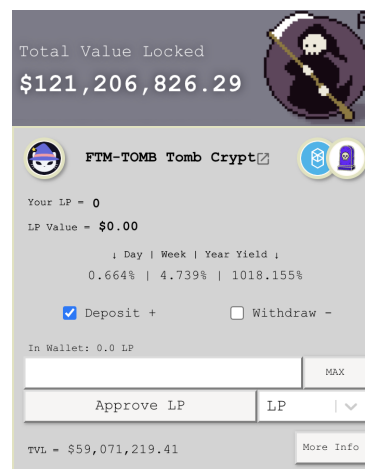 Total Value Locked
$121,206,826.29
FTM-TOMB Tomb Crypt
Your LP = 0
LP Value = $0.00
↓ Day | Week | Year Yield ↓
0.664% | 4.739% | 1018.155%
Deposit +    Withdraw -
In Wallet: 0.0 LP
MAX
Approve LP    LP
TVL = $59,071,219.41    More Info